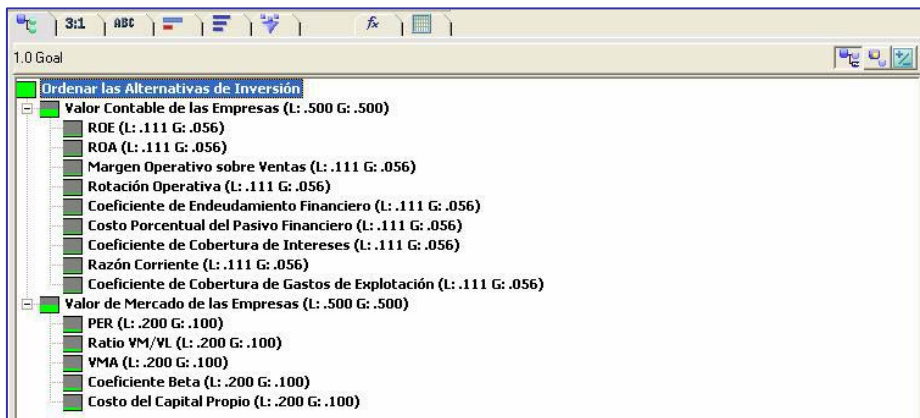 3:1 ABC fx
1.0 Goal
Ordenar las Alternativas de Inversión
Valor Contable de las Empresas (L: .500 G: .500)
ROE (L: .111 G: .056)
ROA (L: .111 G: .056)
Margen Operativo sobre Ventas (L: .111 G: .056)
Rotación Operativa (L: .111 G: .056)
Coeficiente de Endeudamiento Financiero (L: .111 G: .056)
Costo Porcentual del Pasivo Financiero (L: .111 G: .056)
Coeficiente de Cobertura de Intereses (L: .111 G: .056)
Razón Corriente (L: .111 G: .056)
Coeficiente de Cobertura de Gastos de Explotación (L: .111 G: .056)
Valor de Mercado de las Empresas (L: .500 G: .500)
PER (L: .200 G: .100)
Ratio VM/VL (L: .200 G: .100)
VMA (L: .200 G: .100)
Coeficiente Beta (L: .200 G: .100)
Costo del Capital Propio (L: .200 G: .100)